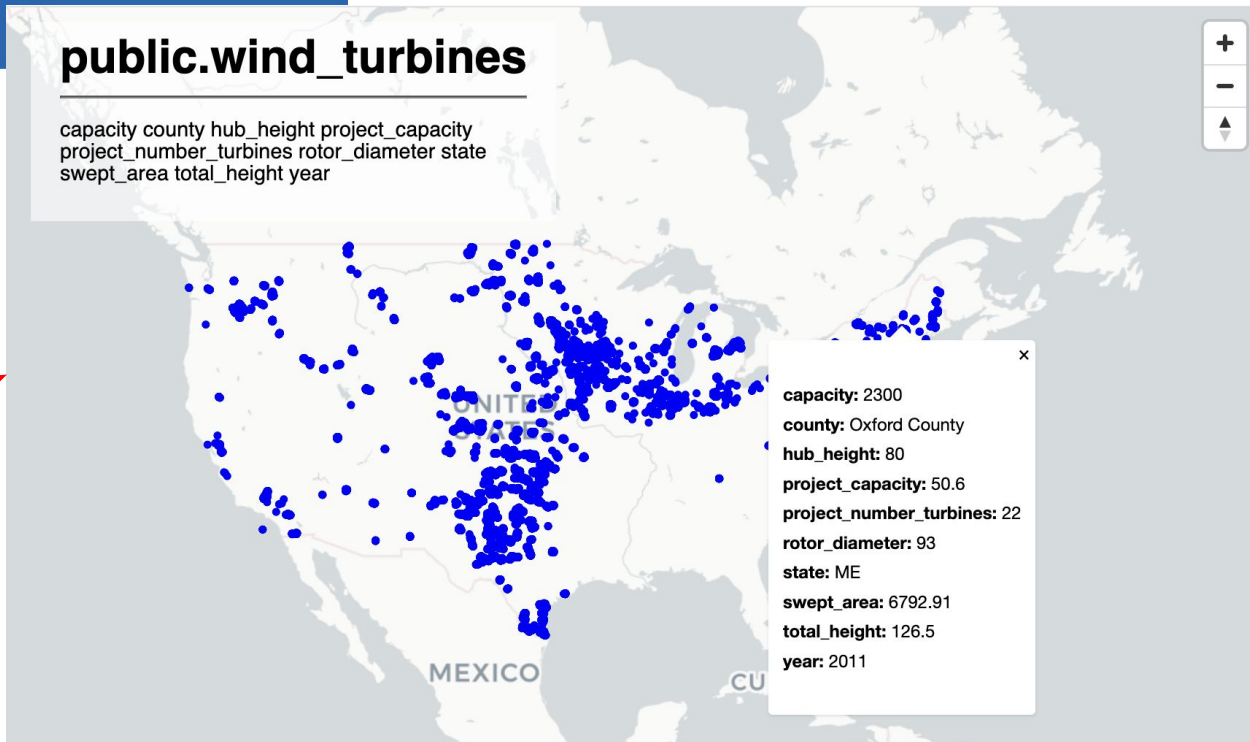 public.wind_turbines
capacity county hub_height project_capacity
project_number_turbines rotor_diameter state
swept_area total_height year
UNITED
STATES
×
capacity: 2300
county: Oxford County
hub_height: 80
project_capacity: 50.6
project_number_turbines: 22
rotor_diameter: 93
state: ME
swept_area: 6792.91
total_height: 126.5
year: 2011
MEXICO
CU